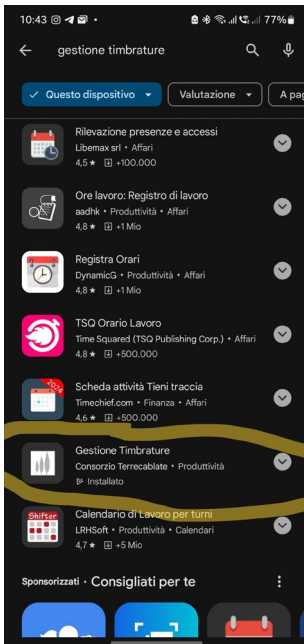 10:43
77%
gestione timbrature
Questo dispositivo
Valutazione
A pag
Rilevazione presenze e accessi
Libemax srl • Affari
4,5 ★ +100.000
Ore lavoro: Registro di lavoro
aadhk • Produttività • Affari
4,8 ★ +1 Mio
Registra Orari
DynamicG • Produttività • Affari
4,8 ★ +1 Mio
TSQ Orario Lavoro
Time Squared (TSQ Publishing Corp.) • Affari
4,8 ★ +500.000
2024
Scheda attività Tieni traccia
Timechief.com • Finanza • Affari
4,6 ★ +500.000
Gestione Timbrature
Consorzio Terrecablate • Produttività
Installato
Shifter
Calendario di Lavoro per turni
LRHSoft • Produttività • Calendari
4,7 ★ +5 Mio
Sponsorizzati • Consigliati per te